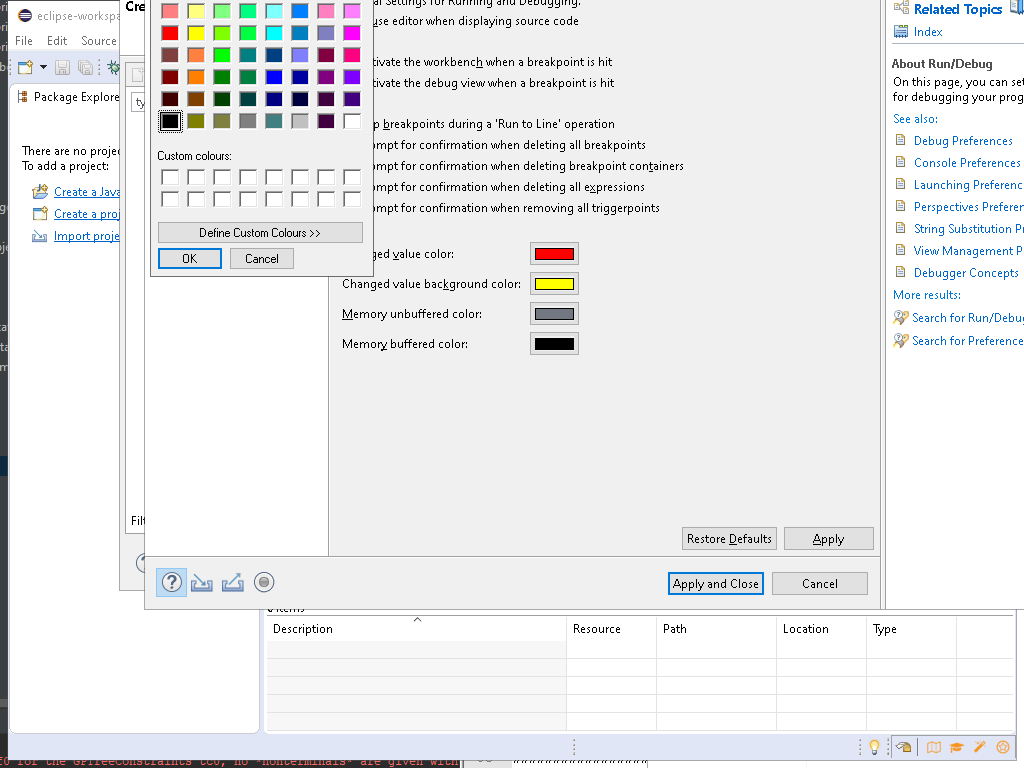 eclipse-workspa
Cre
File Edit Source
Package Explore
There are no projec
To add a project:
Create a Java
Create a proj
Import proje
ty
Filt
Custom colours:
Define Custom Colours >>
OK
Cancel
al Settings for Running and Debugging.
use editor when displaying source code
tivate the workbench when a breakpoint is hit
tivate the debug view when a breakpoint is hit
p breakpoints during a 'Run to Line' operation
ompt for confirmation when deleting all breakpoints
ompt for confirmation when deleting breakpoint containers
ompt for confirmation when deleting all expressions
ompt for confirmation when removing all triggerpoints
ged value color:
Changed value background color:
Memory unbuffered color:
Memory buffered color:
Restore Defaults
Apply
Apply and Close
Cancel
Related Topics
Index
About Run/Debug
On this page, you can set
for debugging your prog
See also:
Debug Preferences
Console Preferences
Launching Preferenc
Perspectives Preferen
String Substitution Pr
View Management P
Debugger Concepts
More results:
Search for Run/Debug
Search for Preference
items
Description Resource Path Location Type
to for the GPTreeConstraints tc0, no "nonterminals" are given with